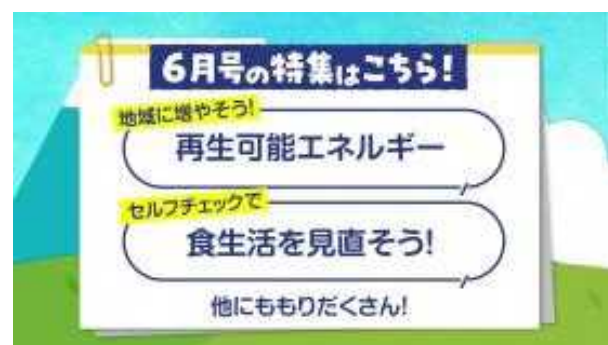 6月号の特集はこちら!
地域に増やそう!
再生可能エネルギー
セルフチェックで
食生活を見直そう!
他にももりだくさん!